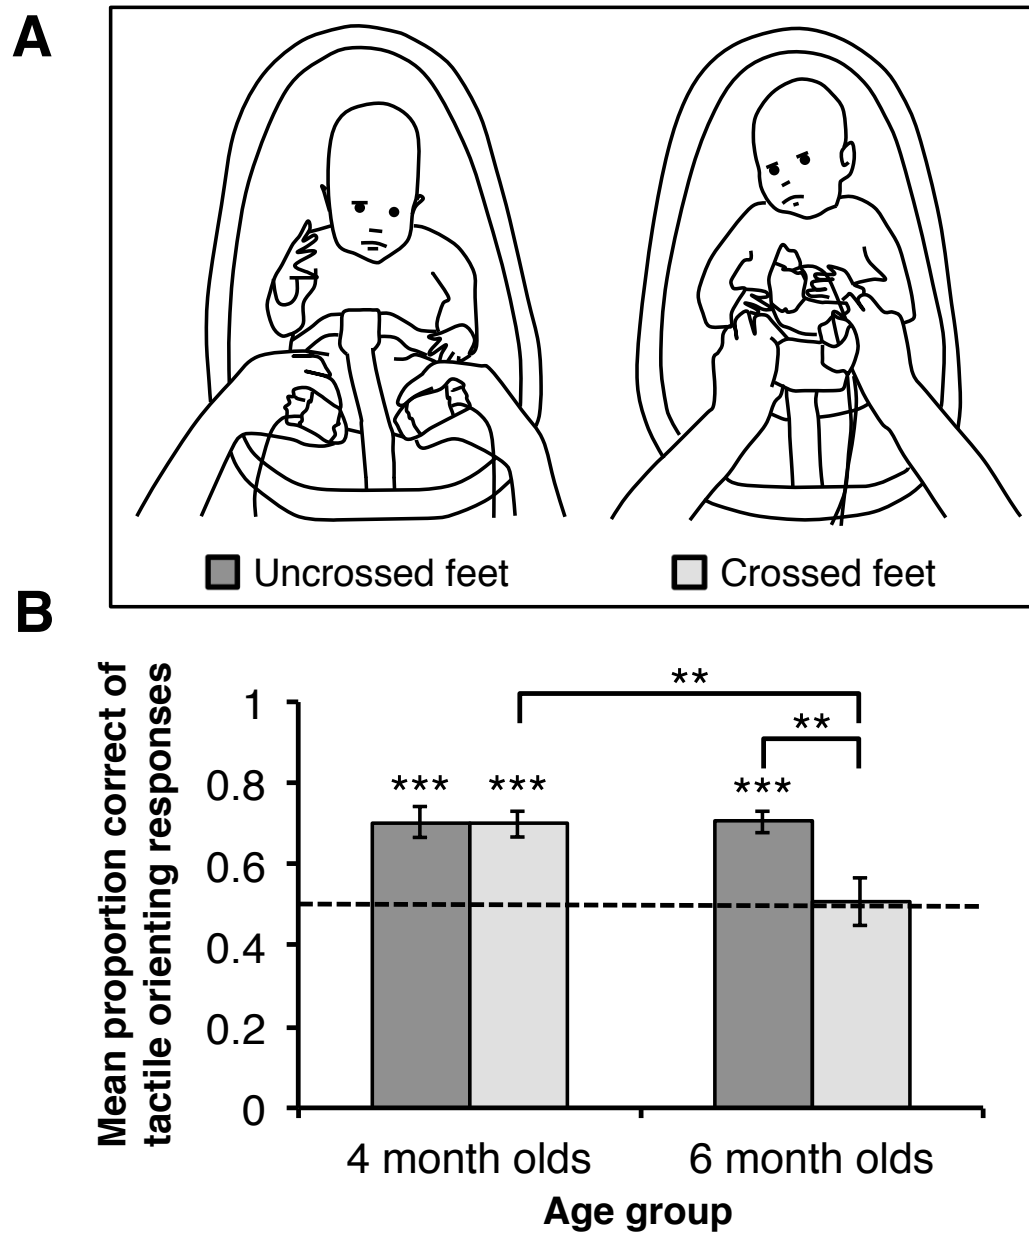 A
Uncrossed feet
Crossed feet
B
Mean proportion correct of
tactile orienting responses
1
0.8
0.6
0.4
0.2
0
**
**
***
***
***
4 month olds
6 month olds
Age group